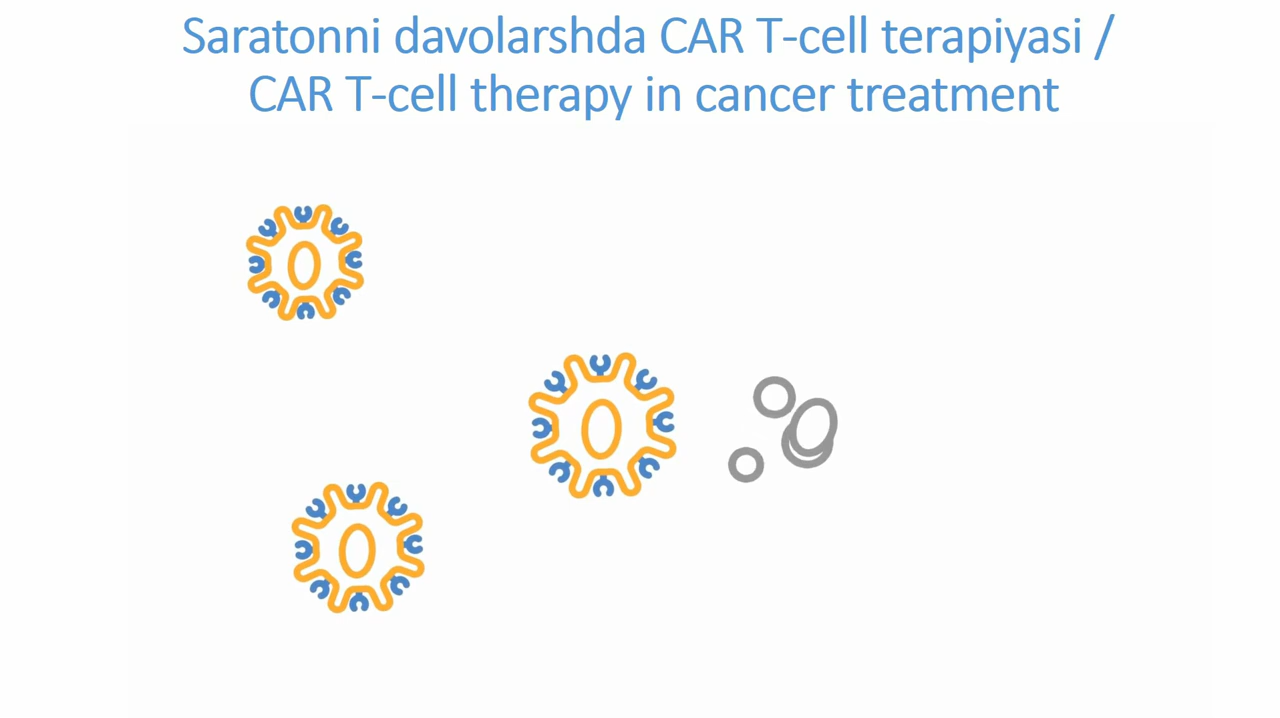 Saratonni davolarshda CAR T-cell terapiyasi /
CAR T-cell therapy in cancer treatment